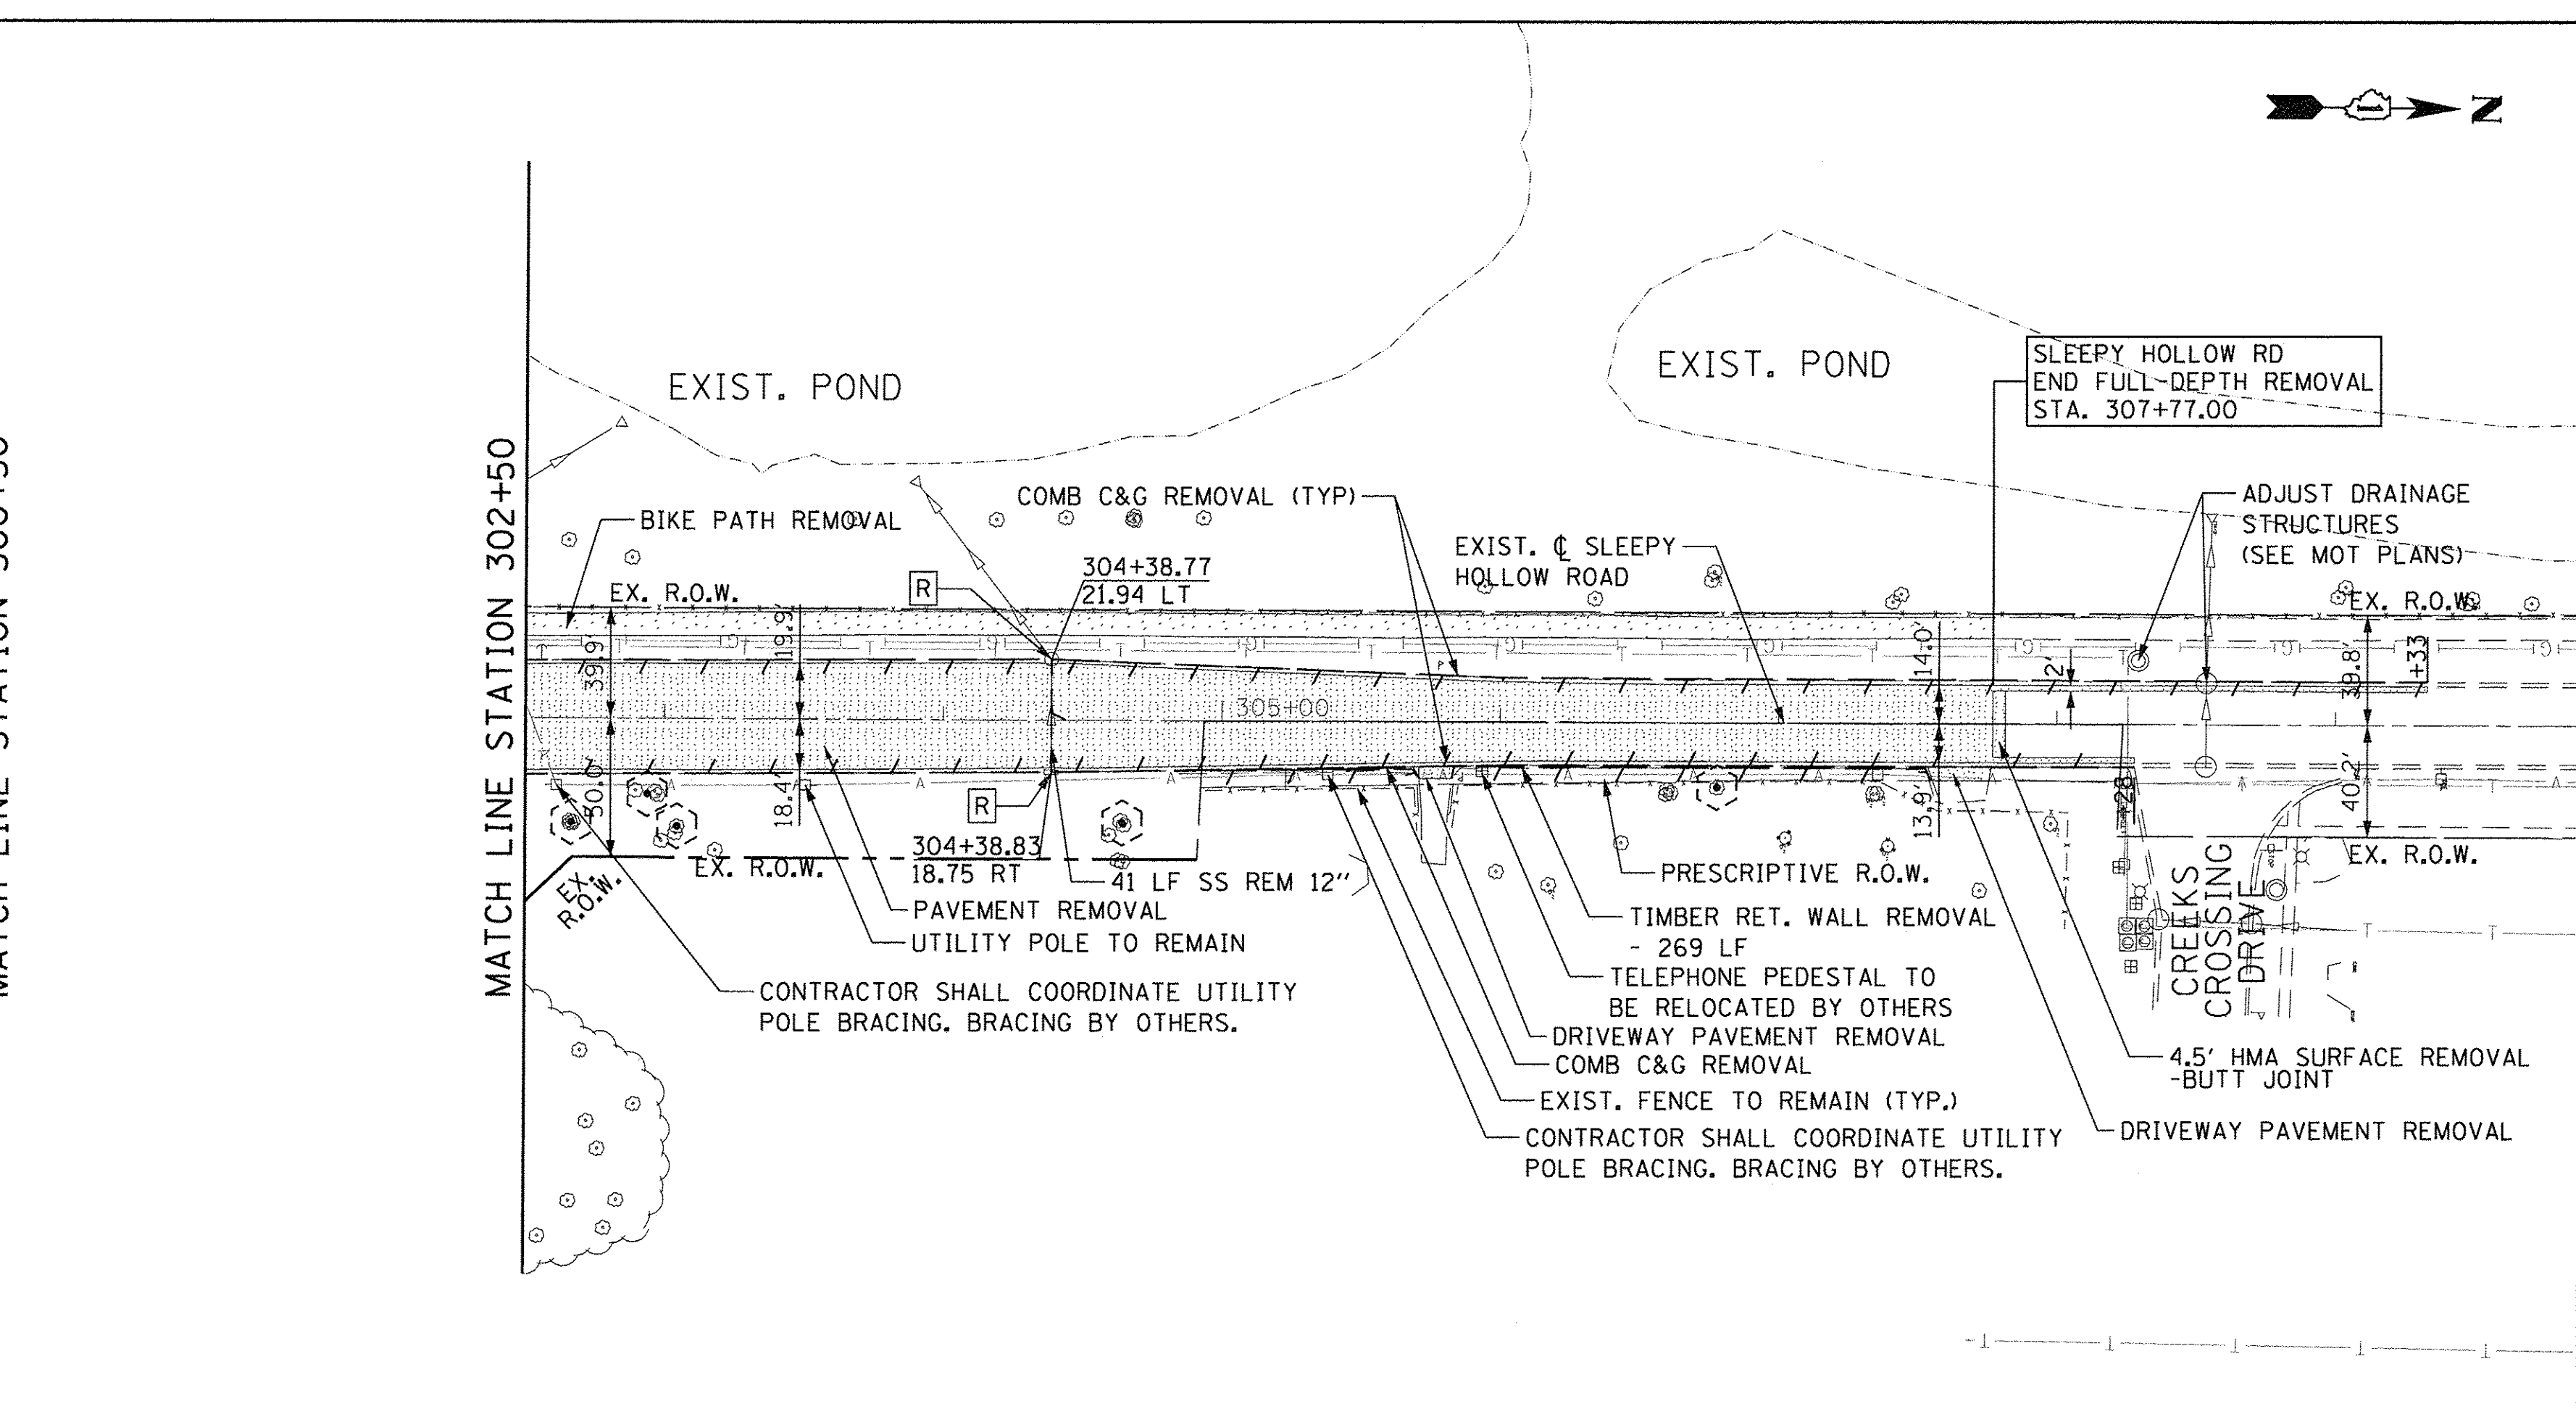 N
EXIST. POND
EXIST. POND
SLEEPY HOLLOW RD
END FULL-DEPTH REMOVAL
STA. 307+77.00
MATCH LINE STATION 302+50
BIKE PATH REMOVAL
COMB C&G REMOVAL (TYP)
EXIST. ℄ SLEEPY
HOLLOW ROAD
ADJUST DRAINAGE
STRUCTURES
(SEE MOT PLANS)
304+38.77
21.94 LT
R
EX. R.O.W.
EX. R.O.W.
39.9'
19.9'
14.0'
2'
39.8'
+33
305+00
50.0'
18.4'
13.9'
+28
40.2'
R
304+38.83
18.75 RT
EX. R.O.W.
EX.
R.O.W.
41 LF SS REM 12"
PAVEMENT REMOVAL
UTILITY POLE TO REMAIN
CONTRACTOR SHALL COORDINATE UTILITY
POLE BRACING. BRACING BY OTHERS.
PRESCRIPTIVE R.O.W.
TIMBER RET. WALL REMOVAL
- 269 LF
TELEPHONE PEDESTAL TO
BE RELOCATED BY OTHERS
DRIVEWAY PAVEMENT REMOVAL
COMB C&G REMOVAL
EXIST. FENCE TO REMAIN (TYP.)
CONTRACTOR SHALL COORDINATE UTILITY
POLE BRACING. BRACING BY OTHERS.
EX. R.O.W.
CREEKS
CROSSING
DRIVE
4.5' HMA SURFACE REMOVAL
-BUTT JOINT
DRIVEWAY PAVEMENT REMOVAL